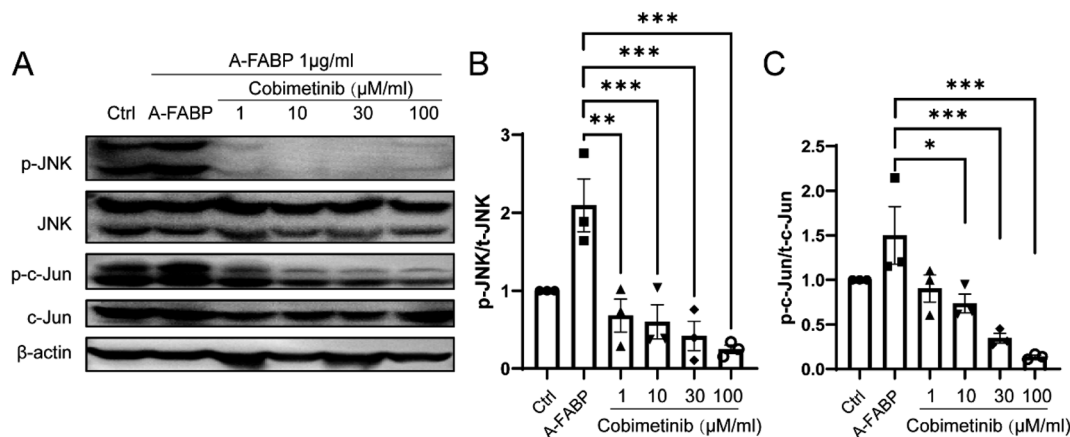 A
A-FABP 1μg/ml
Cobimetinib (μM/ml)
Ctrl A-FABP 1 10 30 100
p-JNK
JNK
p-c-Jun
c-Jun
β-actin
B
***
***
***
**
3
2
1
0
p-JNK/t-JNK
Ctrl
A-FABP
1 10 30 100
Cobimetinib (μM/ml)
C
***
***
*
2.5
2.0
1.5
1.0
0.5
0.0
p-c-Jun/t-c-Jun
Ctrl
A-FABP
1 10 30 100
Cobimetinib (μM/ml)